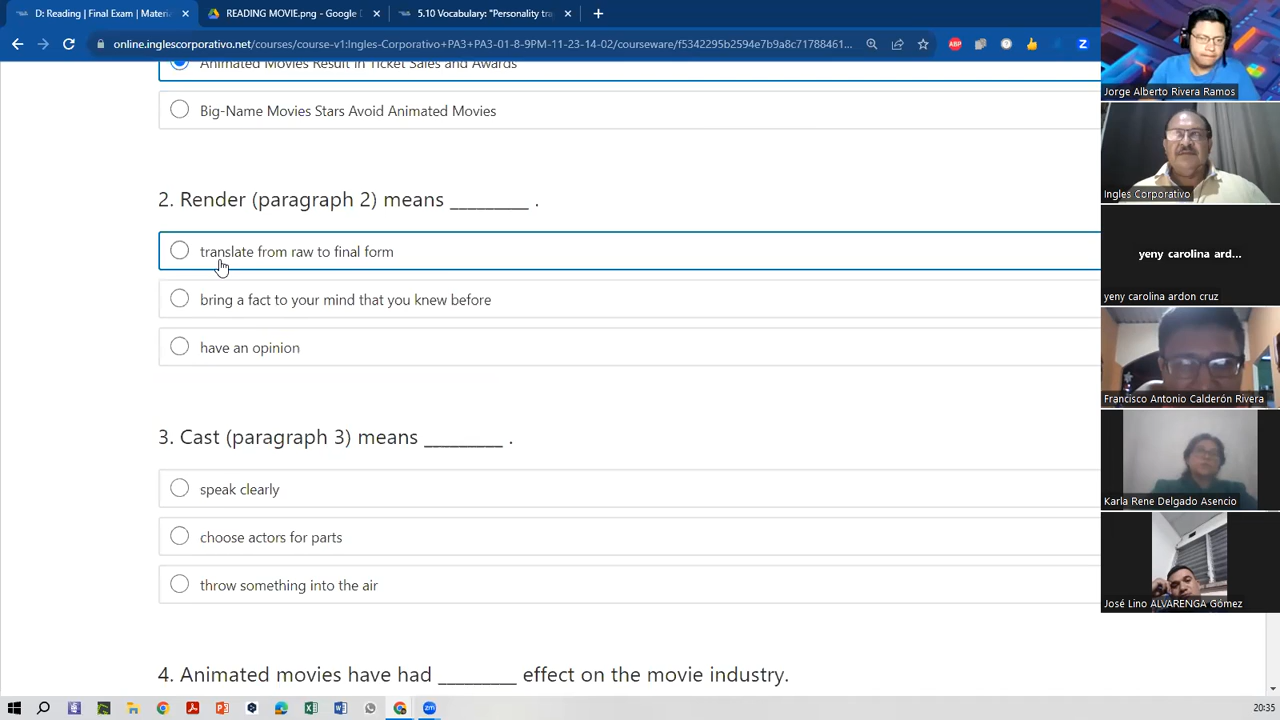 D: Reading | Final Exam | Materi
READING MOVIE.png - Google
5.10 Vocabulary: "Personality tra
online.inglescorporativo.net/courses/course-v1:Ingles-Corporativo+PA3+PA3-01-8-9PM-11-23-14-02/courseware/f5342295b2594e7b9a8c71788461...
ABP
Z
Animated Movies Result in Ticket Sales and Awards
Big-Name Movies Stars Avoid Animated Movies
2. Render (paragraph 2) means _________ .
translate from raw to final form
bring a fact to your mind that you knew before
have an opinion
3. Cast (paragraph 3) means _________ .
speak clearly
choose actors for parts
throw something into the air
4. Animated movies have had _________ effect on the movie industry.
Jorge Alberto Rivera Ramos
Ingles Corporativo
yeny carolina ard...
yeny carolina ardon cruz
Francisco Antonio Calderón Rivera
Karla Rene Delgado Asencio
José Lino ALVARENGA Gómez
20:35